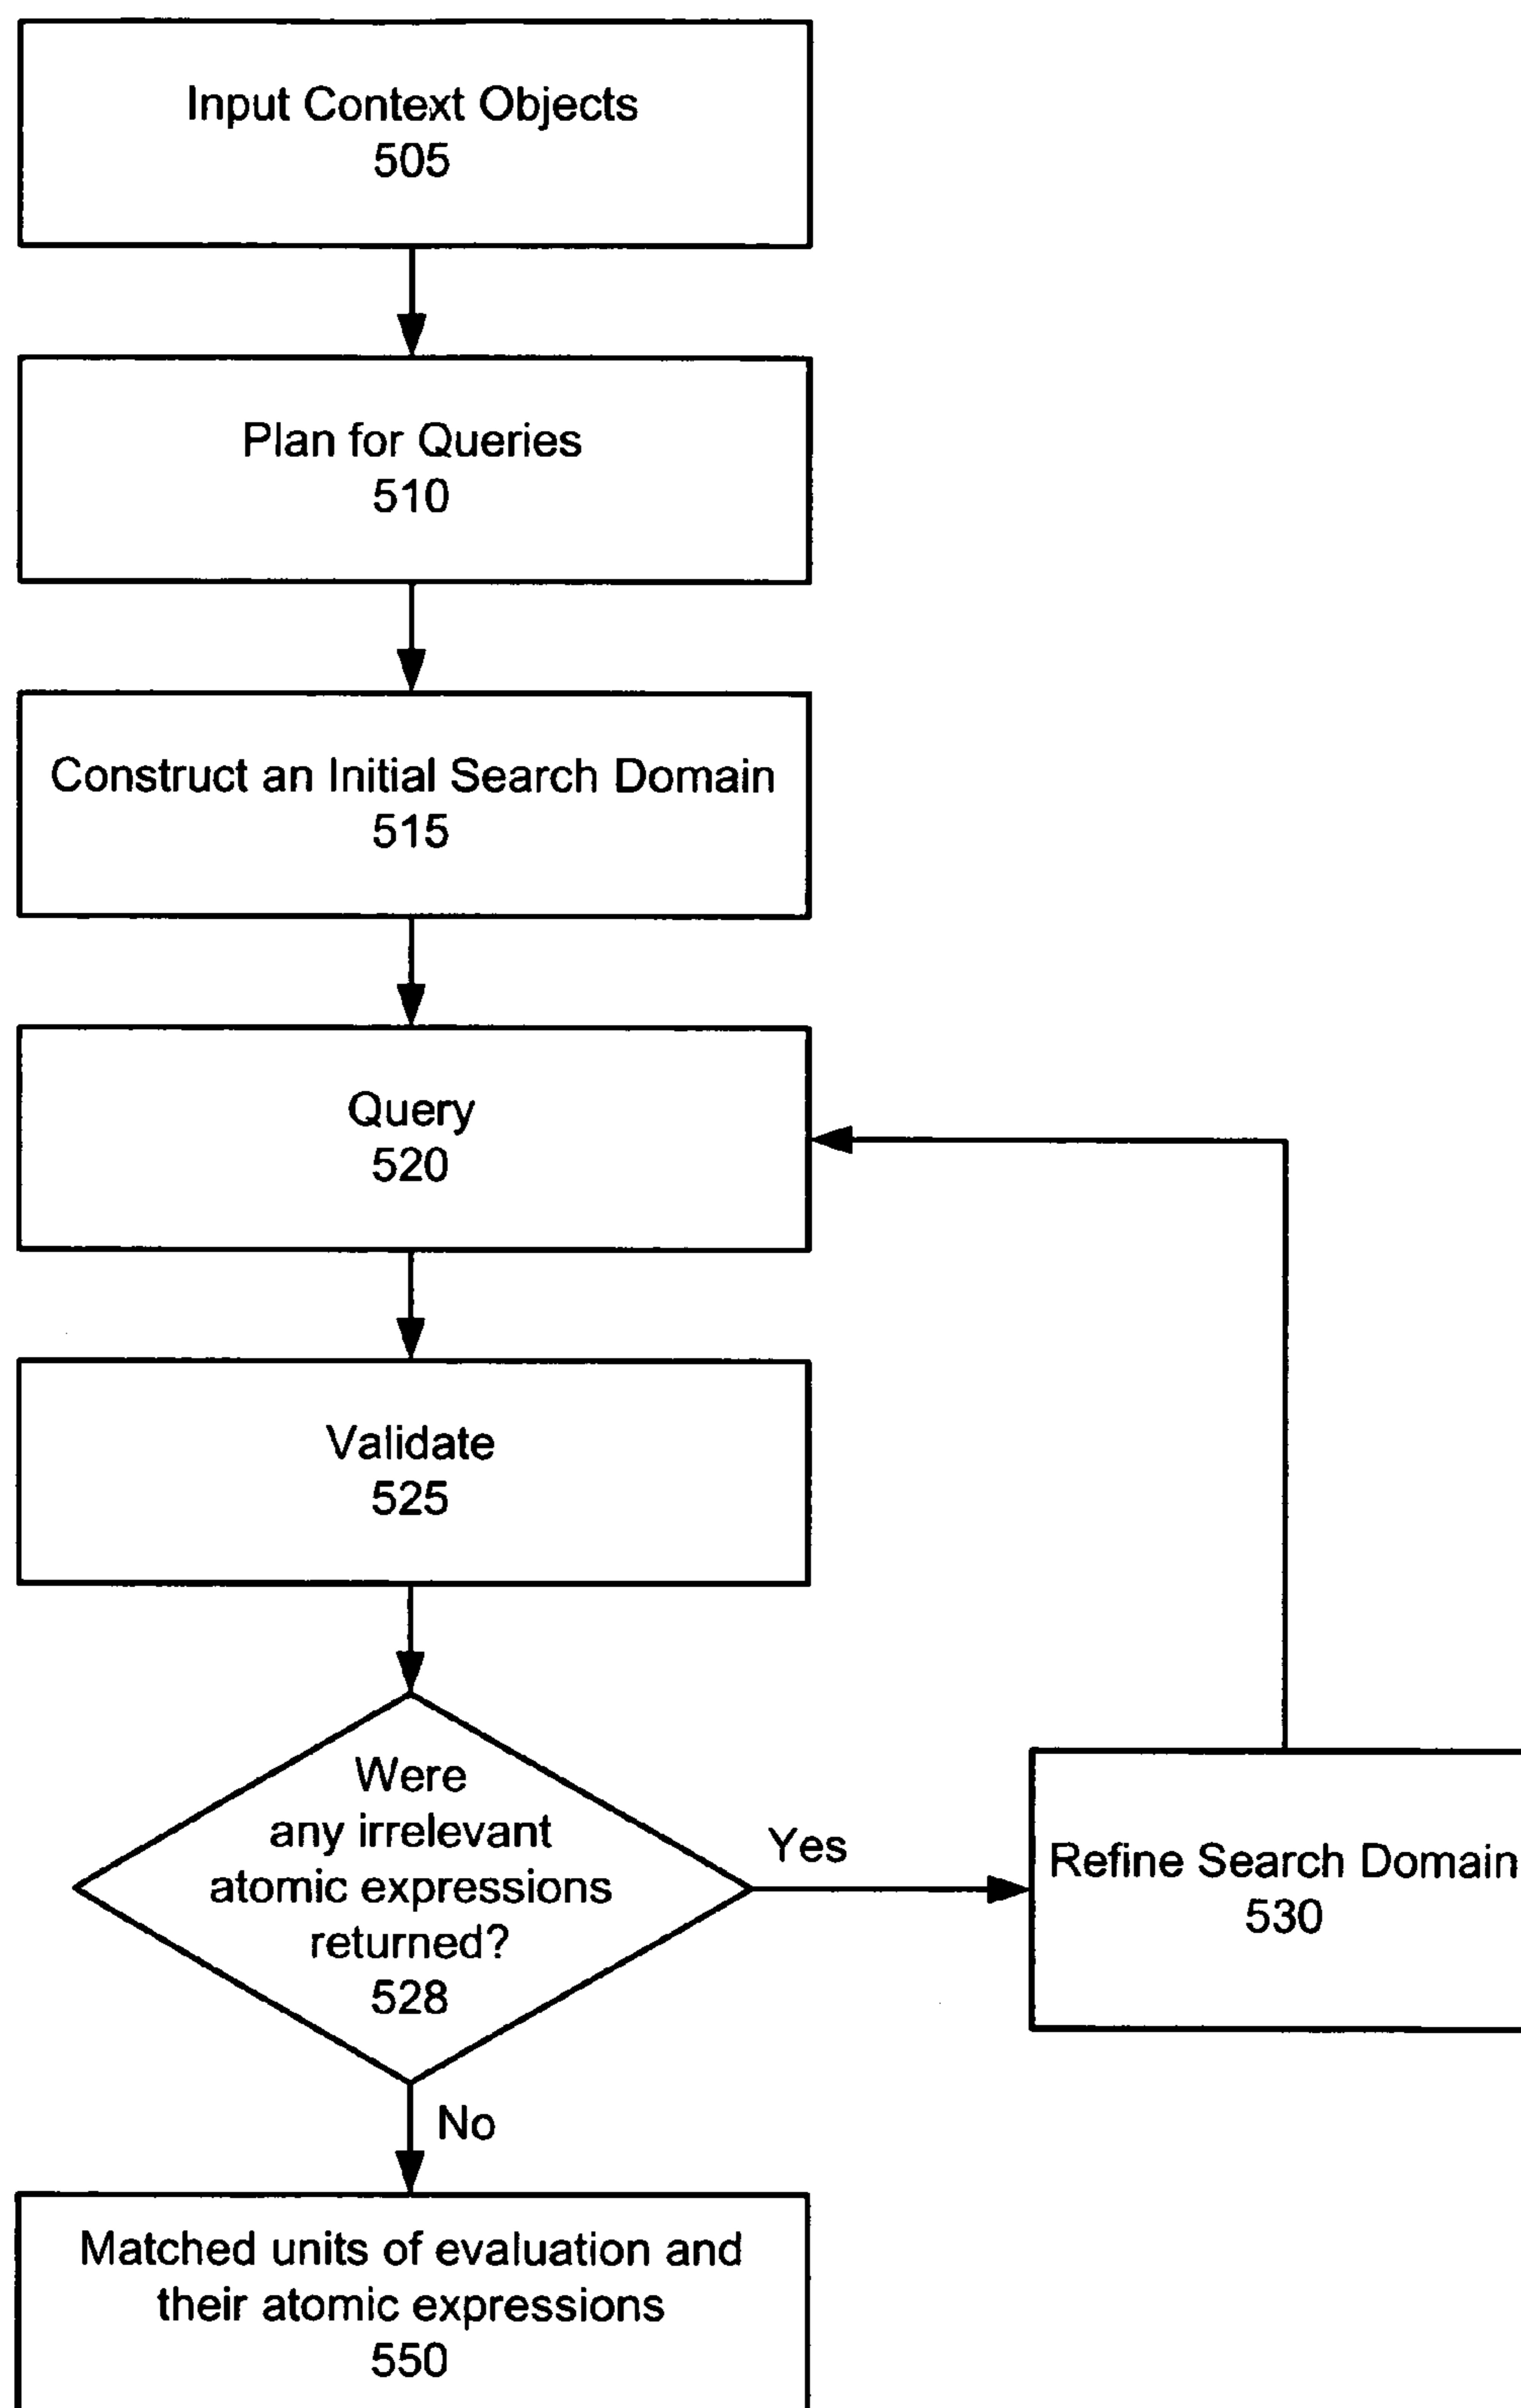 Input Context Objects
505
Plan for Queries
510
Construct an Initial Search Domain
515
Query
520
Validate
525
Were
any irrelevant
atomic expressions
returned?
528
Yes
Refine Search Domain
530
No
Matched units of evaluation and
their atomic expressions
550